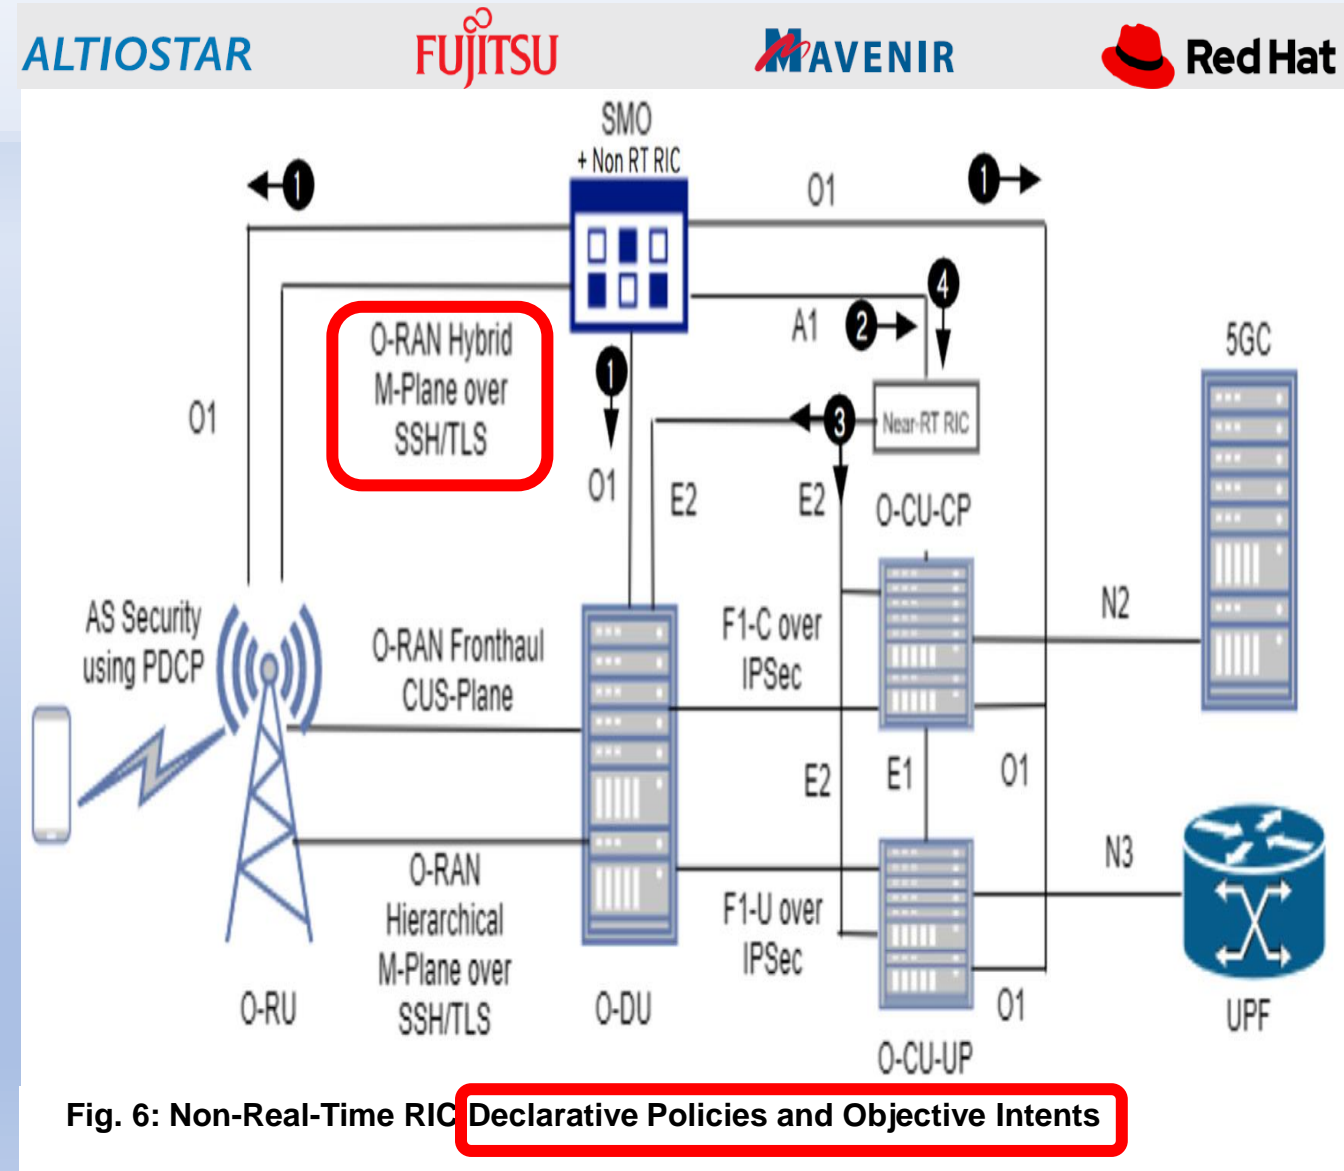 ALTIOSTAR
FUJITSU
MAVENIR
Red Hat
SMO
+ Non RT RIC
1
O1
1
4
A1
2
5GC
O-RAN Hybrid
M-Plane over
SSH/TLS
1
O1
3
Near-RT RIC
O1
E2
E2
O-CU-CP
AS Security
using PDCP
O-RAN Fronthaul
CUS-Plane
F1-C over
IPSec
N2
E2
E1
O1
O-RAN
Hierarchical
M-Plane over
SSH/TLS
F1-U over
IPSec
N3
O-RU
O-DU
O1
UPF
O-CU-UP
Fig. 6: Non-Real-Time RIC Declarative Policies and Objective Intents